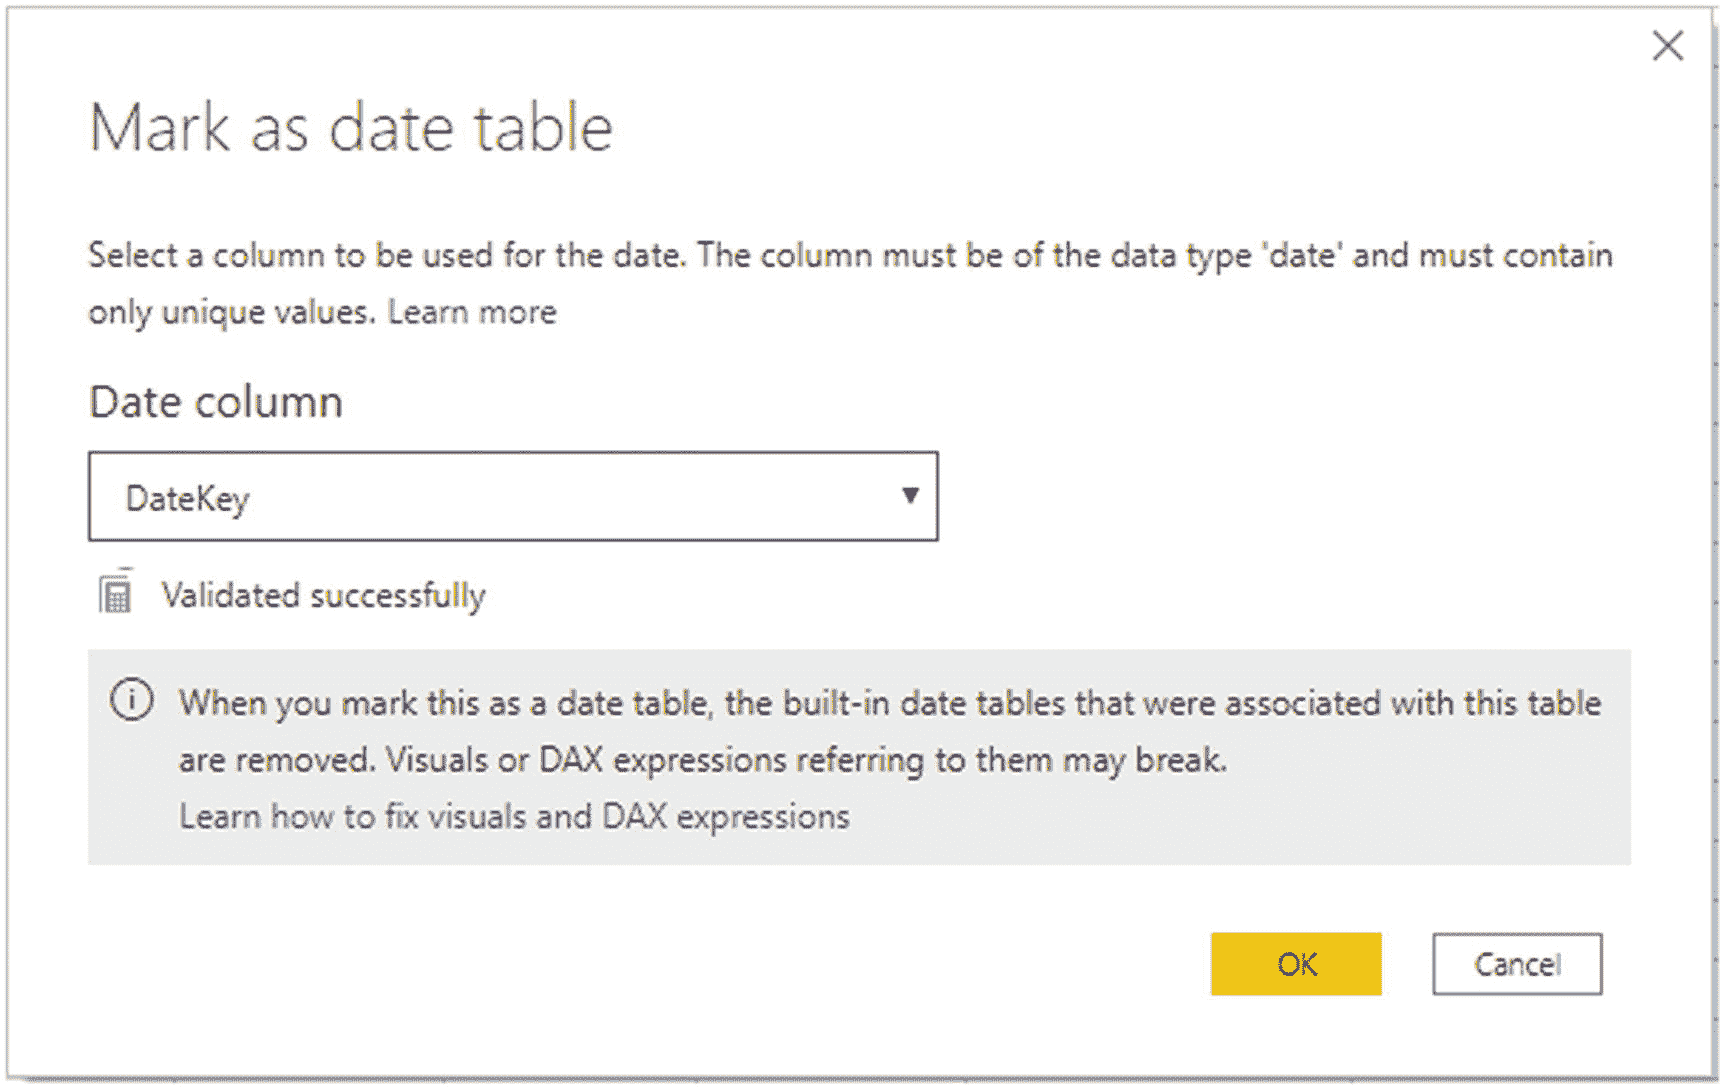 Mark as date table
Select a column to be used for the date. The column must be of the data type 'date' and must contain
only unique values. Learn more
Date column
DateKey
Validated successfully
When you mark this as a date table, the built-in date tables that were associated with this table
are removed. Visuals or DAX expressions referring to them may break.
Learn how to fix visuals and DAX expressions
OK
Cancel